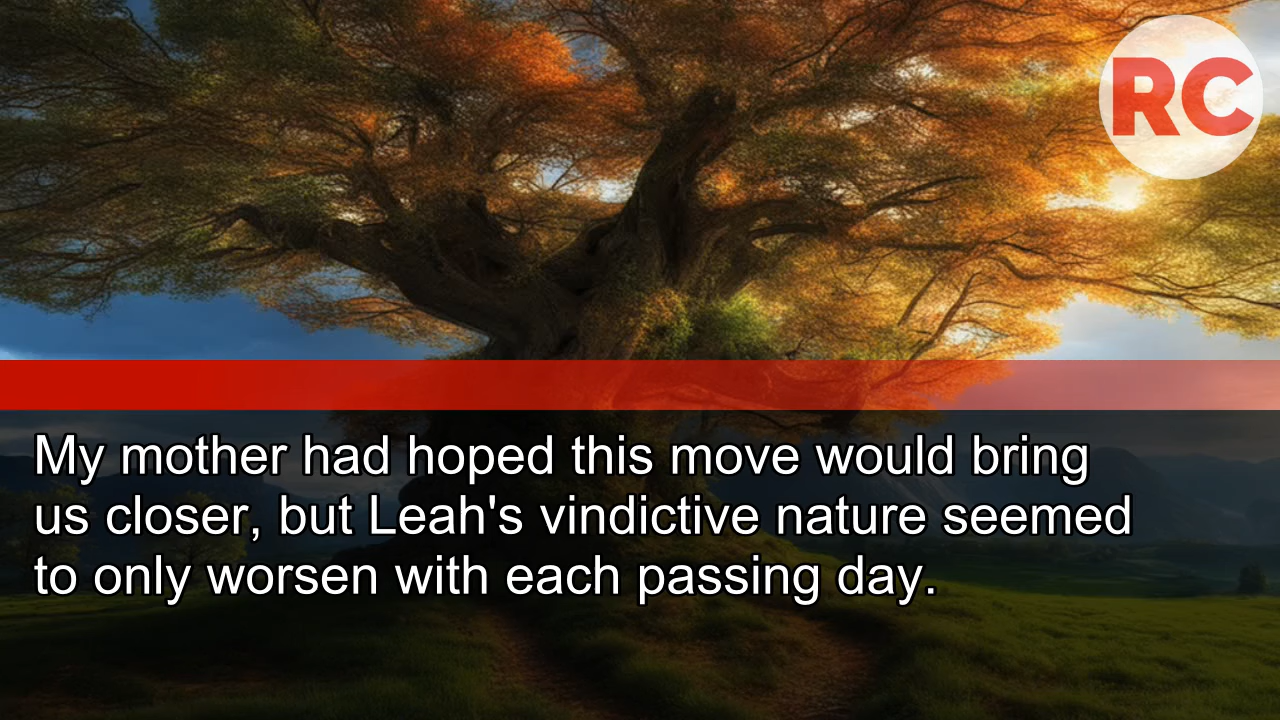 RC
My mother had hoped this move would bring
us closer, but Leah's vindictive nature seemed
to only worsen with each passing day.